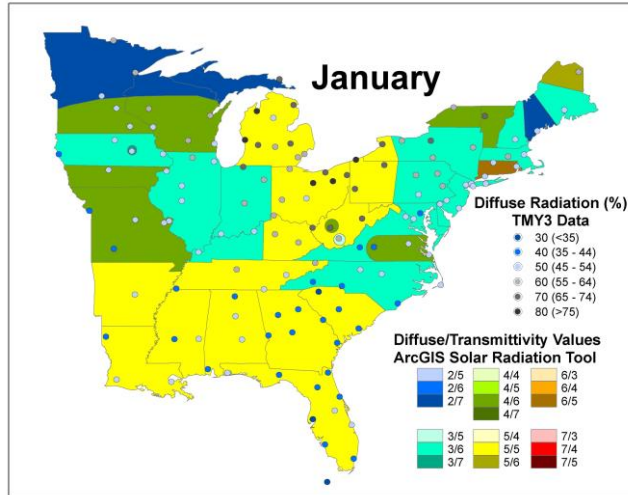 January
Diffuse Radiation (%)
TMY3 Data
30 (<35)
40 (35 - 44)
50 (45 - 54)
60 (55 - 64)
70 (65 - 74)
80 (>75)
Diffuse/Transmittivity Values
ArcGIS Solar Radiation Tool
2/5 4/4 6/3
2/6 4/5 6/4
2/7 4/6 6/5
4/7
3/5 5/4 7/3
3/6 5/5 7/4
3/7 5/6 7/5